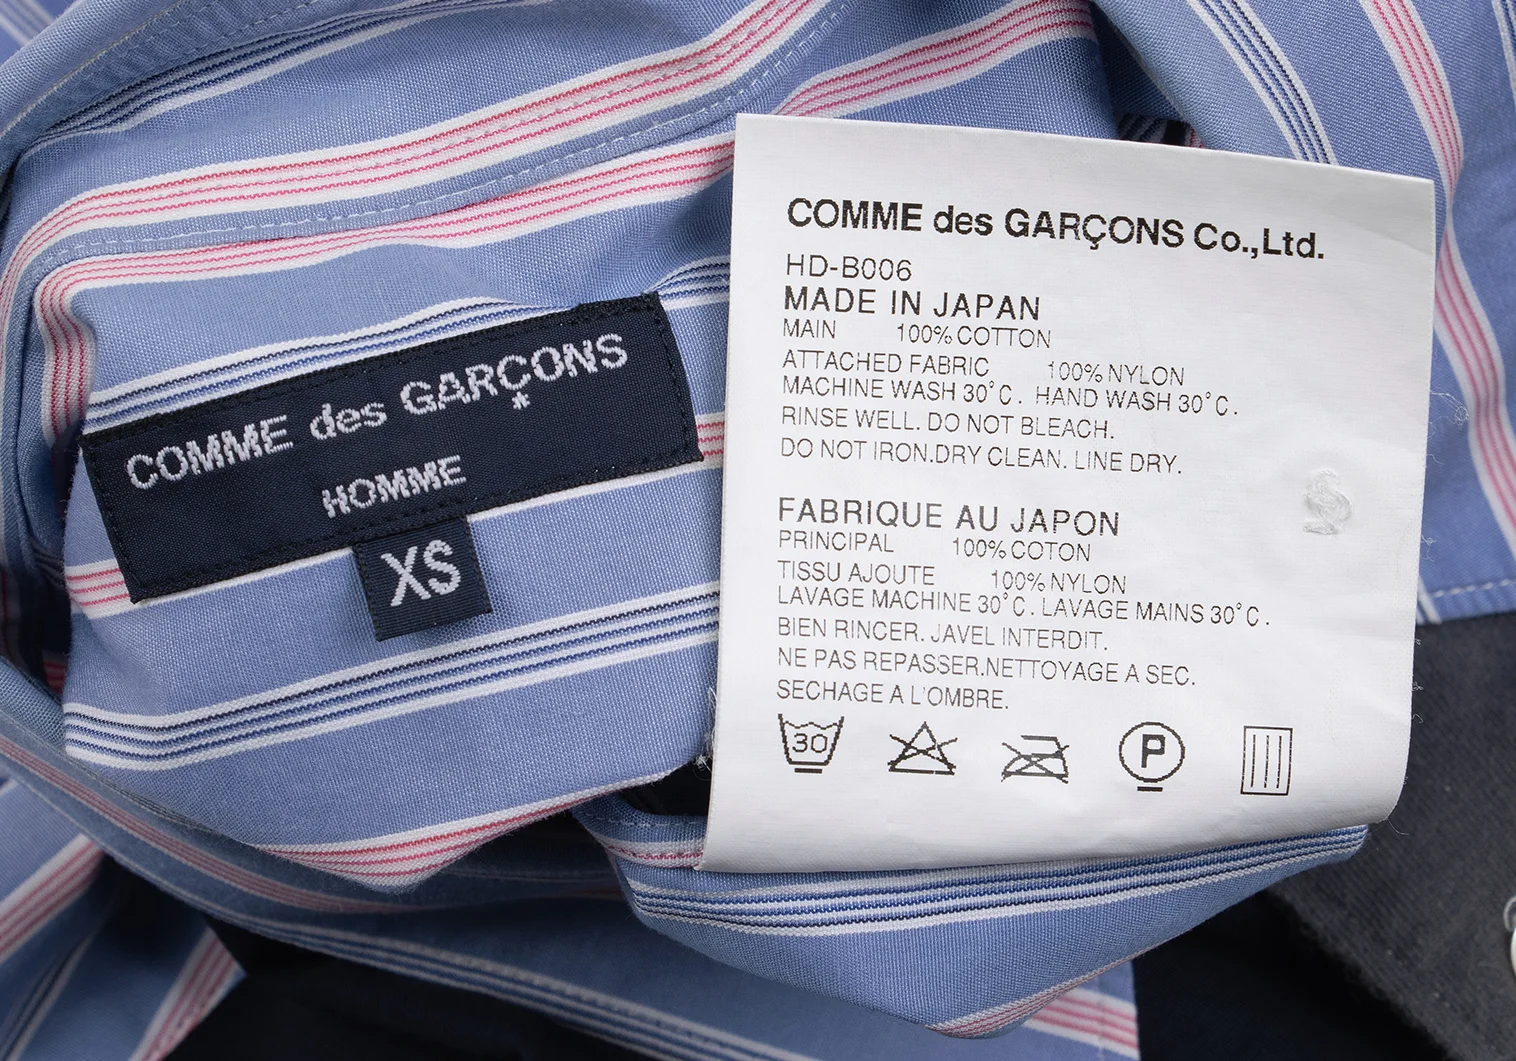 COMME des GARÇONS
*
HOMME
XS
COMME des GARÇONS Co.,Ltd.
HD-B006
MADE IN JAPAN
MAIN 100% COTTON
ATTACHED FABRIC 100% NYLON
MACHINE WASH 30°C. HAND WASH 30°C.
RINSE WELL. DO NOT BLEACH.
DO NOT IRON.DRY CLEAN. LINE DRY.
FABRIQUE AU JAPON
PRINCIPAL 100% COTON
TISSU AJOUTE 100% NYLON
LAVAGE MACHINE 30°C. LAVAGE MAINS 30°C.
BIEN RINCER. JAVEL INTERDIT.
NE PAS REPASSER.NETTOYAGE A SEC.
SECHAGE A L'OMBRE.
30
P
S